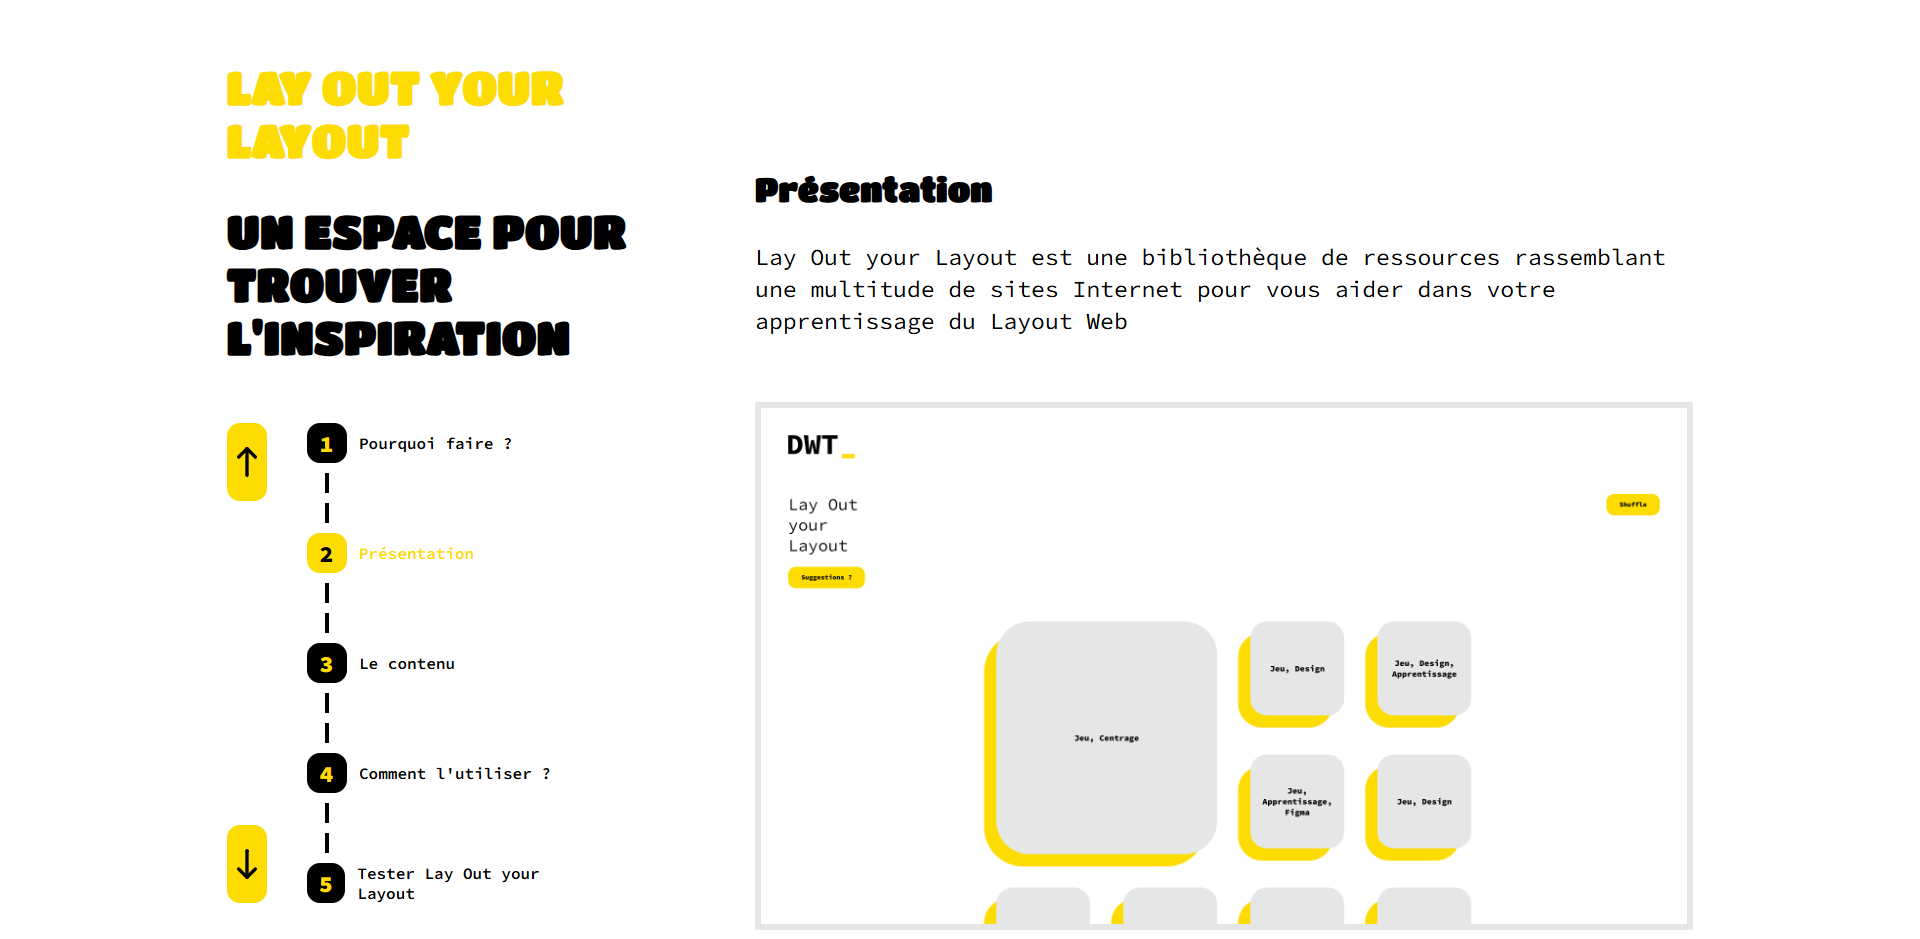 LAY OUT YOUR
LAYOUT
UN ESPACE POUR
TROUVER
L'INSPIRATION
1 Pourquoi faire ?
2 Présentation
3 Le contenu
4 Comment l'utiliser ?
5 Tester Lay Out your
Layout
Présentation
Lay Out your Layout est une bibliothèque de ressources rassemblant
une multitude de sites Internet pour vous aider dans votre
apprentissage du Layout Web
DWT_
Lay Out
your
Layout
Shuffle
Suggestions ?
Jeu, Centrage
Jeu, Design
Jeu, Design,
Apprentissage
Jeu,
Apprentissage,
Figma
Jeu, Design